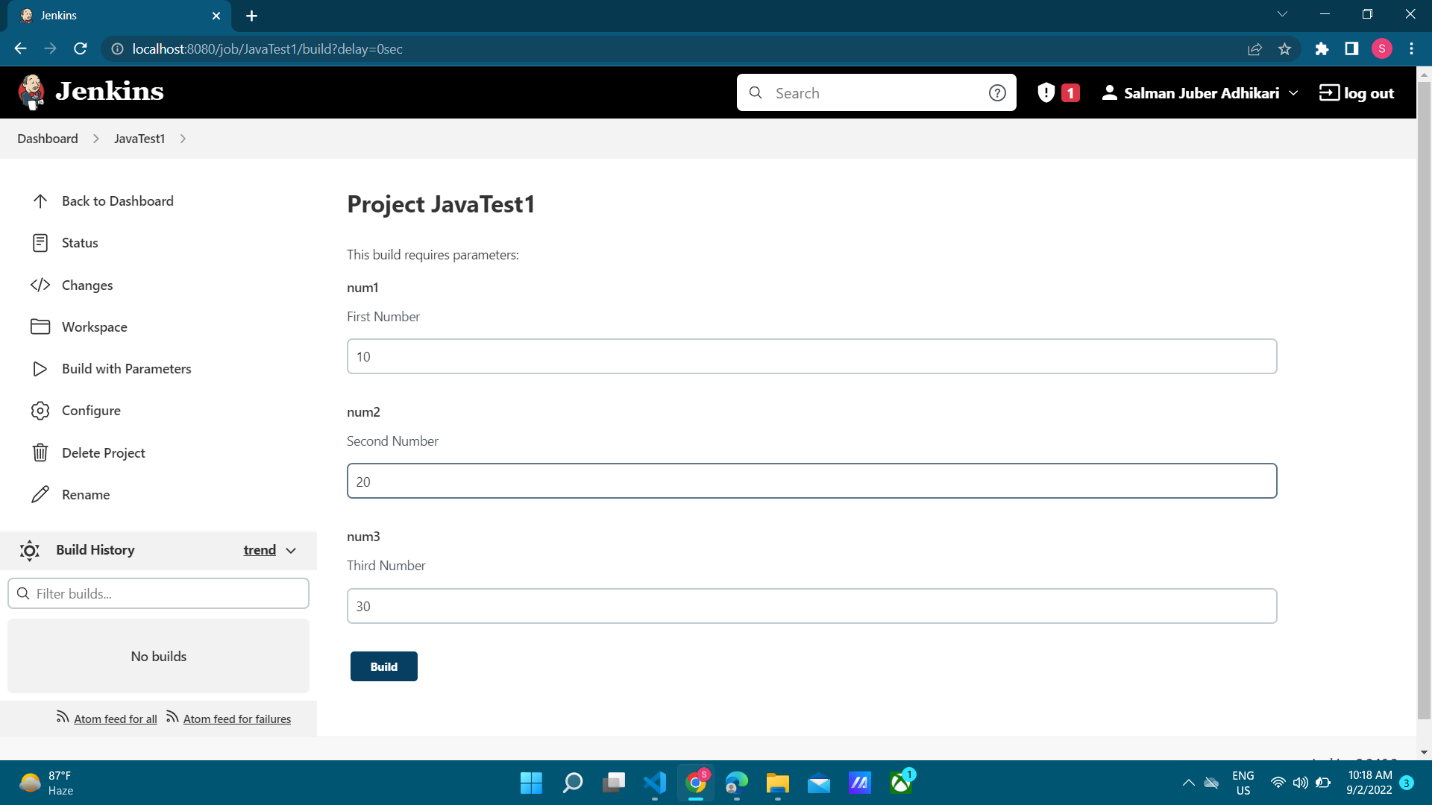 Jenkins
localhost:8080/job/JavaTest1/build?delay=0sec
S
Jenkins
Search
1
Salman Juber Adhikari
log out
Dashboard
JavaTest1
Back to Dashboard
Status
Changes
Workspace
Build with Parameters
Configure
Delete Project
Rename
Build History
trend
Filter builds...
No builds
Atom feed for all
Atom feed for failures
Project JavaTest1
This build requires parameters:
num1
First Number
10
num2
Second Number
20
num3
Third Number
30
Build
87°F
Haze
S
1
ENG
US
10:18 AM
9/2/2022
3